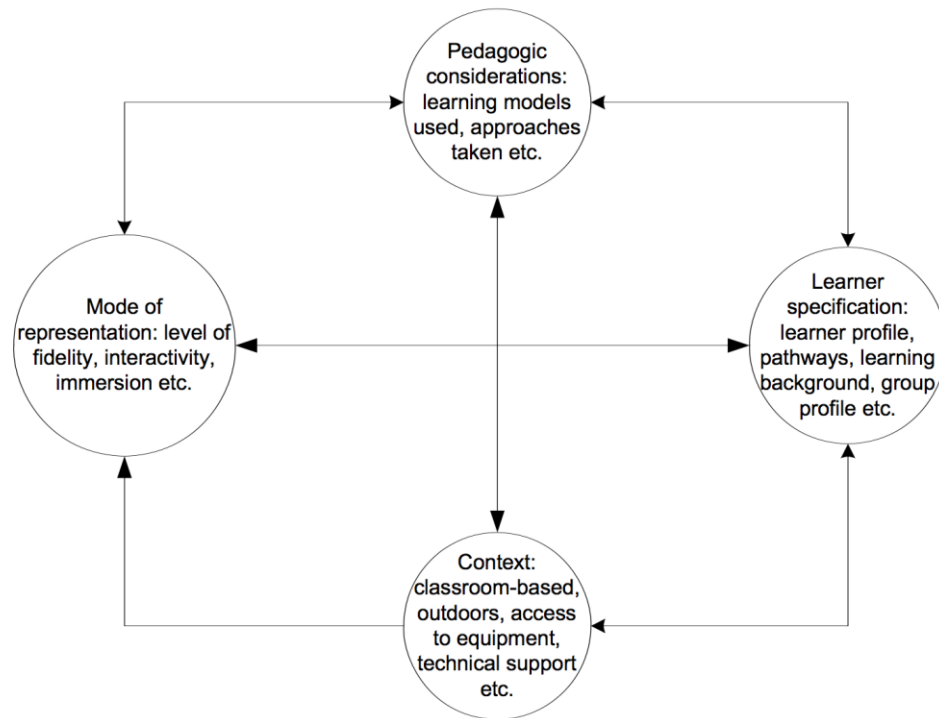 Pedagogic
considerations:
learning models
used, approaches
taken etc.
Mode of
representation: level of
fidelity, interactivity,
immersion etc.
Learner
specification:
learner profile,
pathways, learning
background, group
profile etc.
Context:
classroom-based,
outdoors, access
to equipment,
technical support
etc.